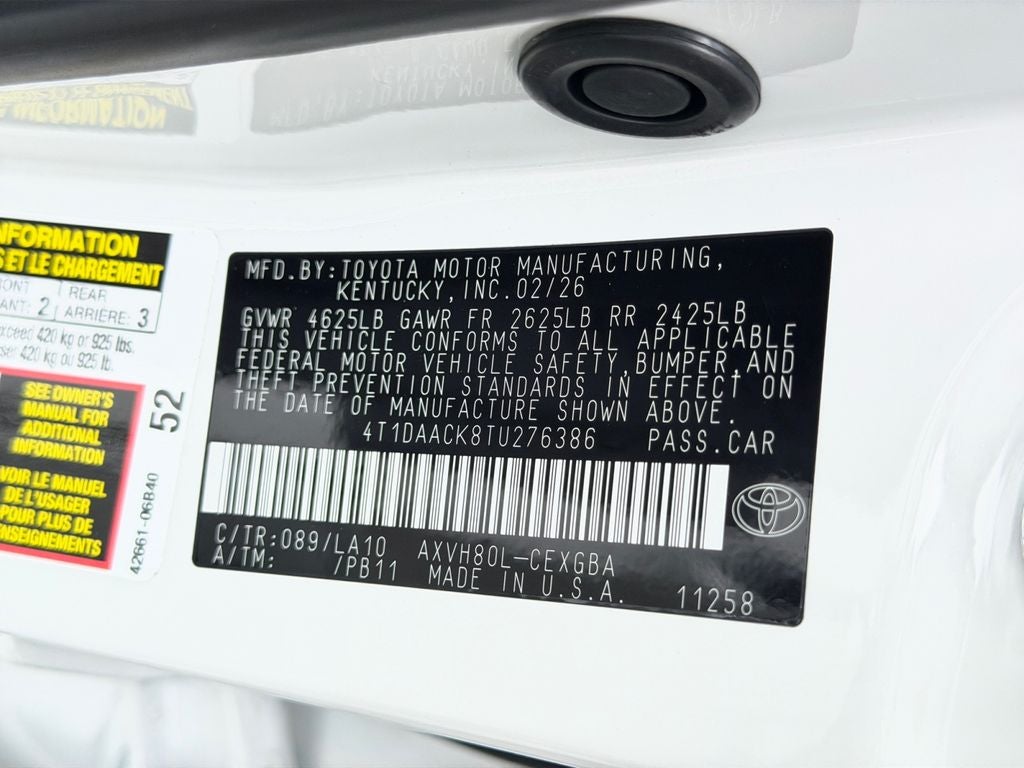 NFORMATION
S ET LE CHARGEMENT
RONT
REAR
ANT: 2
ARRIÈRE: 3
exceed 420 kg or 925 lbs.
ser 420 kg ou 925 lb.
SEE OWNER'S
MANUAL FOR
ADDITIONAL
INFORMATION
VOIR LE MANUEL
DE L'USAGER
POUR PLUS DE
ENSEIGNEMENTS
52
42661-06B40
MFD.BY:TOYOTA MOTOR MANUFACTURING,
KENTUCKY,INC.02/26
GVWR 4625LB GAWR FR 2625LB RR 2425LB
THIS VEHICLE CONFORMS TO ALL APPLICABLE
FEDERAL MOTOR VEHICLE SAFETY,BUMPER,AND
THEFT PREVENTION STANDARDS IN EFFECT ON
THE DATE OF MANUFACTURE SHOWN ABOVE.
4T1DAACK8TU276386 PASS.CAR
C/TR:089/LA10 AXVH80L-CEXGBA
A/TM: /PB11 MADE IN U.S.A. 11258